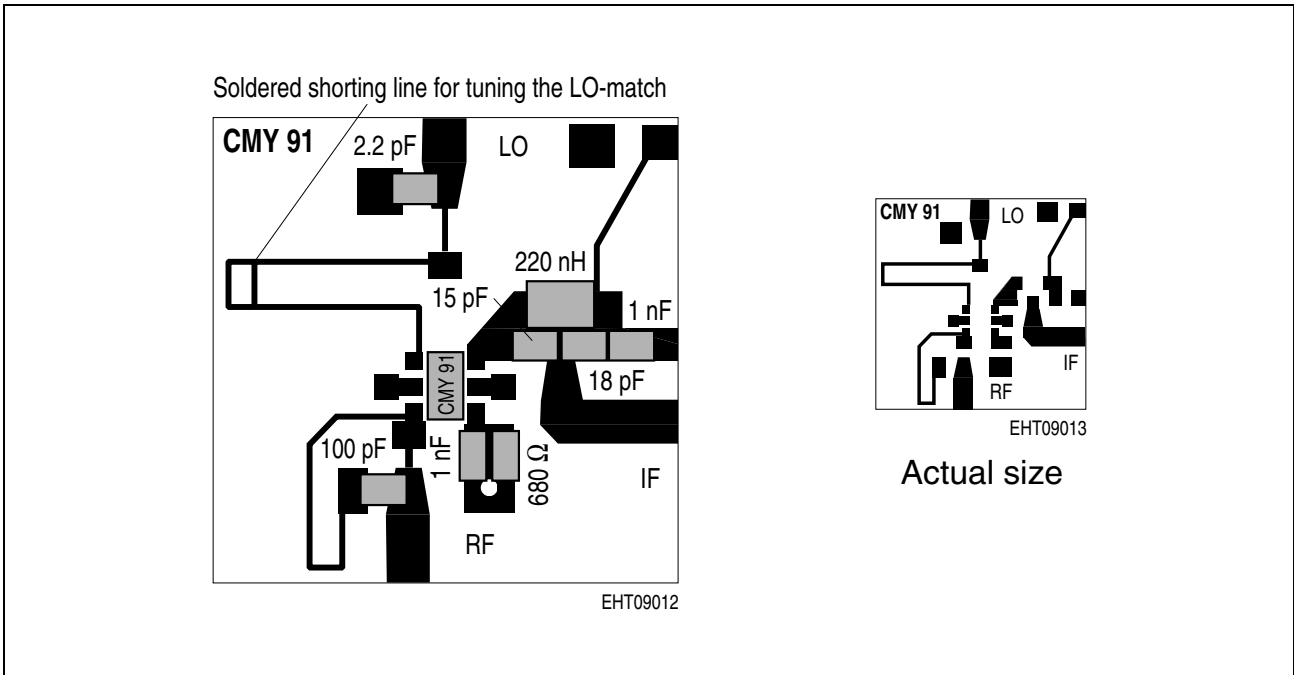 Soldered shorting line for tuning the LO-match
CMY 91
2.2 pF
LO
220 nH
15 pF
1 nF
CMY 91
18 pF
100 pF
1 nF
680 Ω
IF
RF
EHT09012
CMY 91
LO
IF
RF
EHT09013
Actual size